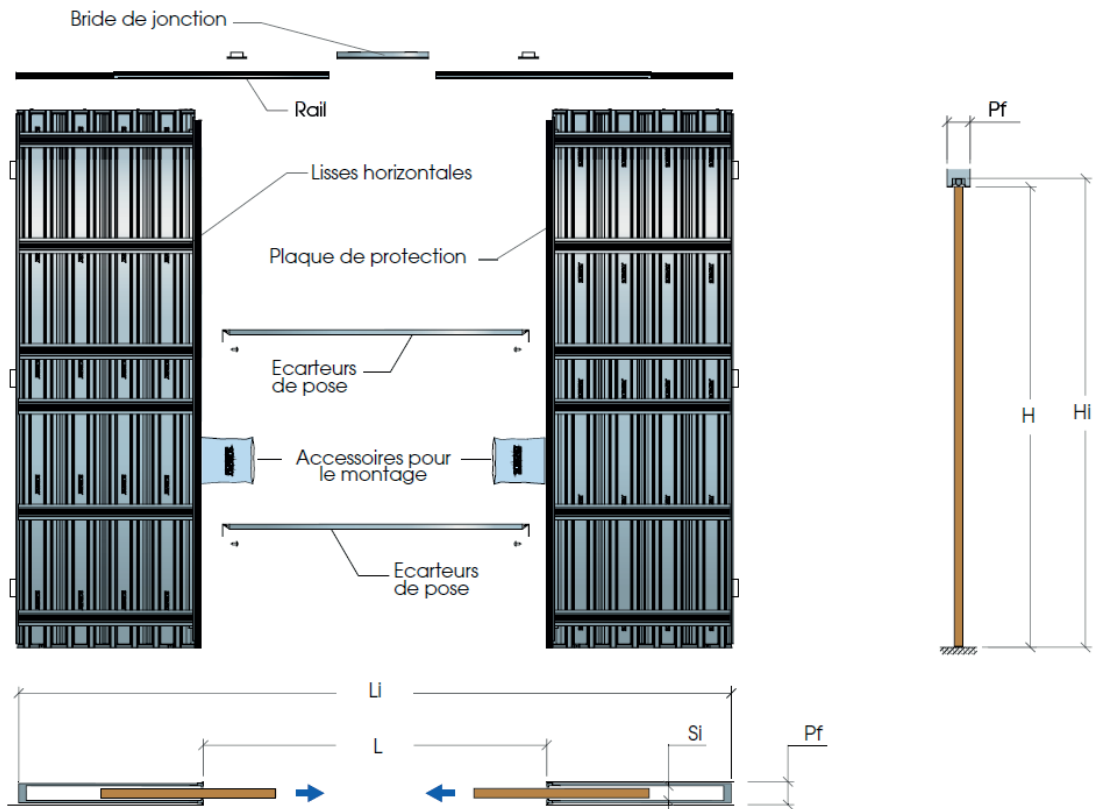 Bride de jonction
Rail
Pf
Lisses horizontales
Plaque de protection
Ecarteurs
de pose
H
Hi
Accessoires pour
le montage
Ecarteurs
de pose
Li
L
Si
Pf